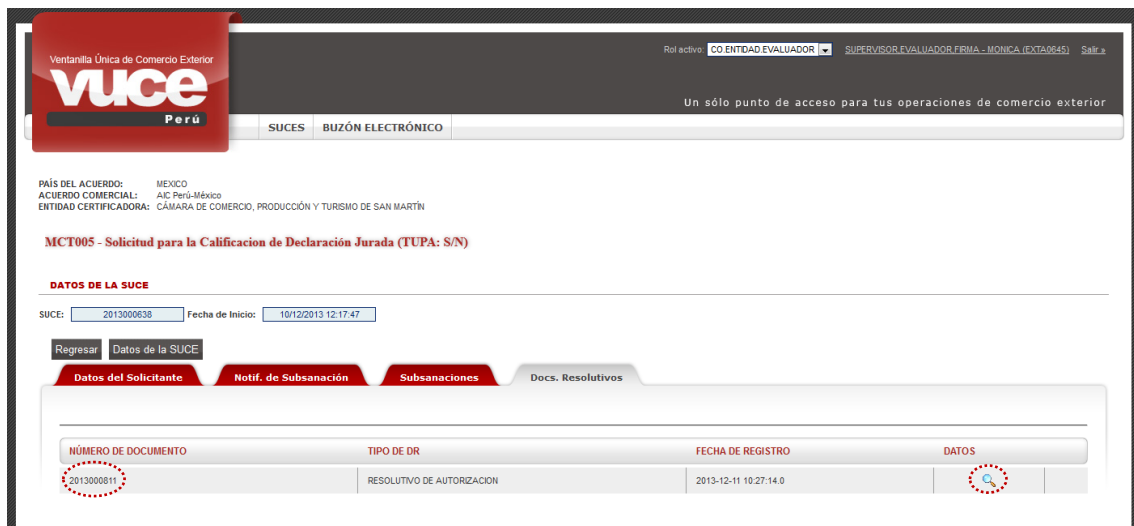 Ventanilla Única de Comercio Exterior
vuce
Perú
Rol activo: CO.ENTIDAD.EVALUADOR SUPERVISOR.EVALUADOR.FIRMA - MONICA (EXTA0645) Salir »
Un sólo punto de acceso para tus operaciones de comercio exterior
SUCES BUZÓN ELECTRÓNICO
PAÍS DEL ACUERDO: MEXICO
ACUERDO COMERCIAL: AIC Perú-México
ENTIDAD CERTIFICADORA: CÁMARA DE COMERCIO, PRODUCCIÓN Y TURISMO DE SAN MARTÍN
MCT005 - Solicitud para la Calificacion de Declaración Jurada (TUPA: S/N)
DATOS DE LA SUCE
SUCE: 2013000638 Fecha de Inicio: 10/12/2013 12:17:47
Regresar Datos de la SUCE
Datos del Solicitante Notif. de Subsanación Subsanaciones Docs. Resolutivos
NÚMERO DE DOCUMENTO TIPO DE DR FECHA DE REGISTRO DATOS
2013000811 RESOLUTIVO DE AUTORIZACION 2013-12-11 10:27:14.0